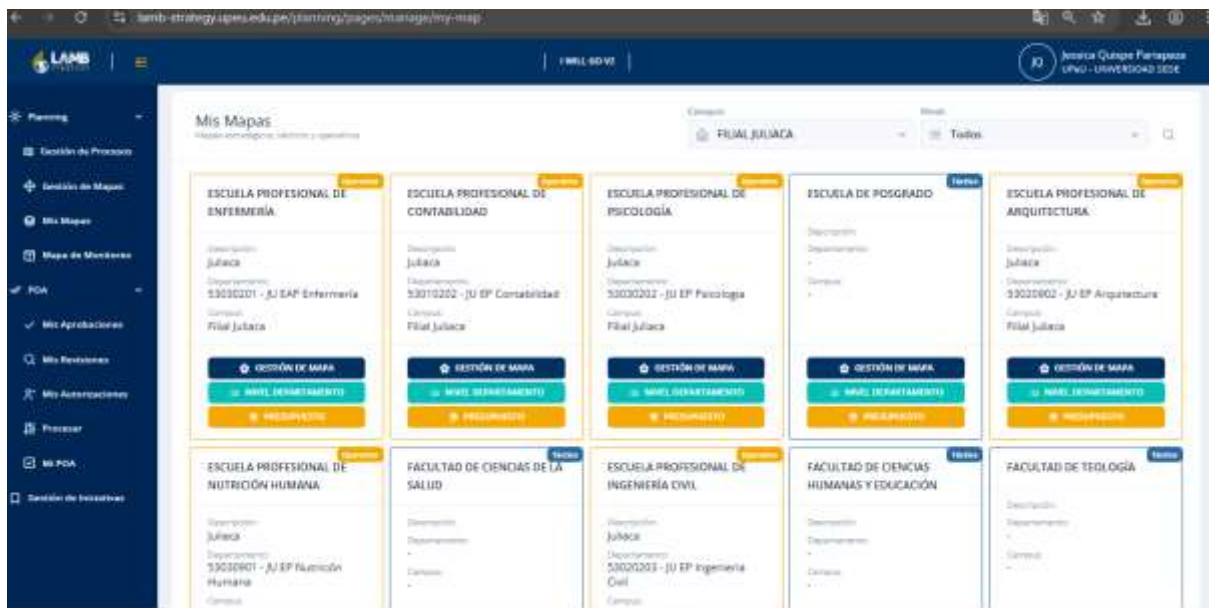 lamb-strategy.upeu.edu.pe/planning/pages/manage/my-map
LAMB
I WILL GO V2
JQ
Jessica Quispe
UPeU - UNIVERSIDAD SEDE
Planning
Gestión de Procesos
Gestión de Mapas
Mis Mapas
Mapa de Monitoreo
POA
Mis Aprobaciones
Mis Revisiones
Mis Autorizaciones
Procesar
Mi POA
Gestión de Iniciativas
Mis Mapas
Mapas estratégicos, tácticos y operativos
Campus
FILIAL JULIACA
Nivel
Todos
Operativo
ESCUELA PROFESIONAL DE
ENFERMERÍA
Descripción:
Juliaca
Departamento:
53030201 - JU EAP Enfermería
Campus:
Filial Juliaca
GESTIÓN DE MAPA
NIVEL DEPARTAMENTO
PRESUPUESTO
Operativo
ESCUELA PROFESIONAL DE
CONTABILIDAD
Descripción:
Juliaca
Departamento:
53010202 - JU EP Contabilidad
Campus:
Filial Juliaca
GESTIÓN DE MAPA
NIVEL DEPARTAMENTO
PRESUPUESTO
Operativo
ESCUELA PROFESIONAL DE
PSICOLOGÍA
Descripción:
Juliaca
Departamento:
53030202 - JU EP Psicologia
Campus:
Filial Juliaca
GESTIÓN DE MAPA
NIVEL DEPARTAMENTO
PRESUPUESTO
Táctico
ESCUELA DE POSGRADO
Descripción:
Departamento:
-
Campus:
-
GESTIÓN DE MAPA
NIVEL DEPARTAMENTO
PRESUPUESTO
Operativo
ESCUELA PROFESIONAL DE
ARQUITECTURA
Descripción:
Juliaca
Departamento:
53020902 - JU EP Arquitectura
Campus:
Filial Juliaca
GESTIÓN DE MAPA
NIVEL DEPARTAMENTO
PRESUPUESTO
Operativo
ESCUELA PROFESIONAL DE
NUTRICIÓN HUMANA
Descripción:
Juliaca
Departamento:
53030901 - JU EP Nutrición
Humana
Campus:
Táctico
FACULTAD DE CIENCIAS DE LA
SALUD
Descripción:
Departamento:
-
Campus:
-
Operativo
ESCUELA PROFESIONAL DE
INGENIERÍA CIVIL
Descripción:
Juliaca
Departamento:
53020203 - JU EP Ingenieria
Civil
Campus:
Táctico
FACULTAD DE CIENCIAS
HUMANAS Y EDUCACIÓN
Descripción:
Departamento:
-
Campus:
-
Táctico
FACULTAD DE TEOLOGÍA
Descripción:
Departamento:
-
Campus:
-